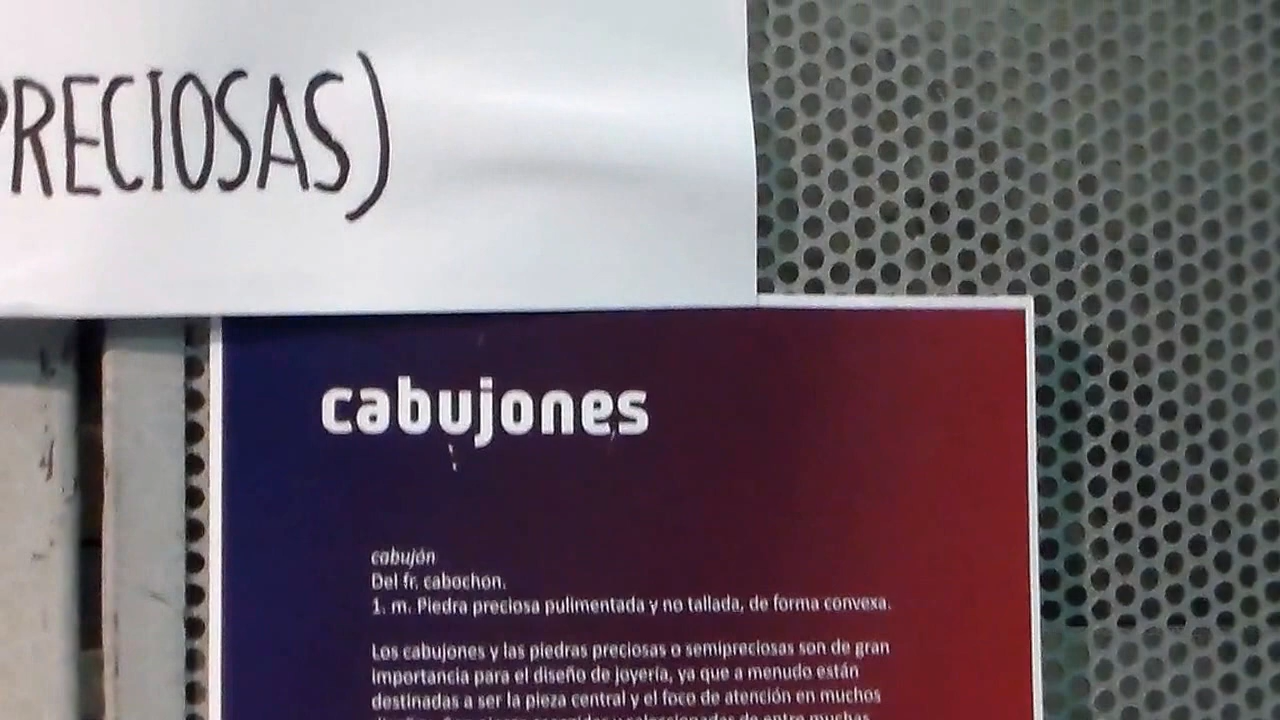 PRECIOSAS)
cabujones
cabujón
Del fr. cabochon.
1. m. Piedra preciosa pulimentada y no tallada, de forma convexa.
Los cabujones y las piedras preciosas o semipreciosas son de gran
importancia para el diseño de joyería, ya que a menudo están
destinadas a ser la pieza central y el foco de atención en muchos